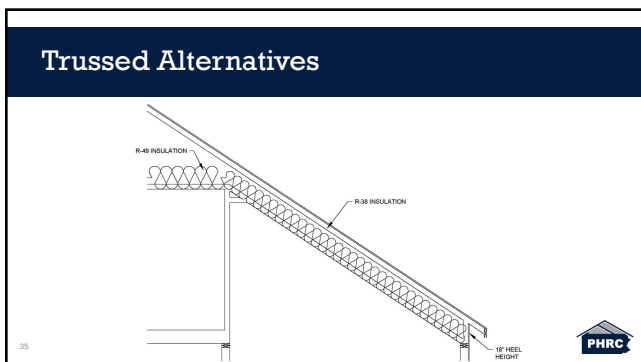 Trussed Alternatives
R-49 INSULATION
R-38 INSULATION
18" HEEL
HEIGHT
35
PHRC